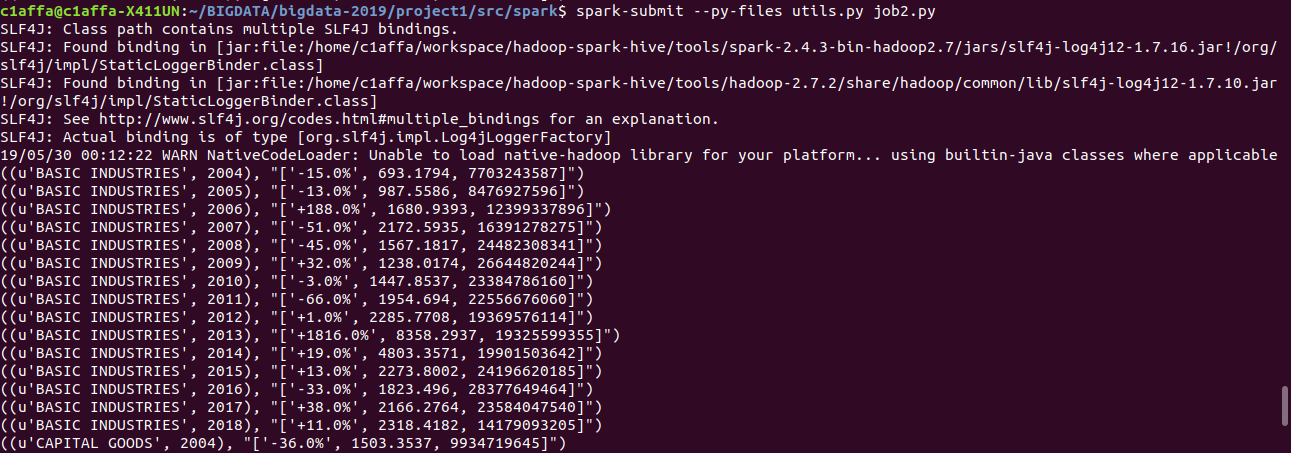 c1affa@c1affa-X411UN:~/BIGDATA/bigdata-2019/project1/src/spark$ spark-submit --py-files utils.py job2.py
SLF4J: Class path contains multiple SLF4J bindings.
SLF4J: Found binding in [jar:file:/home/c1affa/workspace/hadoop-spark-hive/tools/spark-2.4.3-bin-hadoop2.7/jars/slf4j-log4j12-1.7.16.jar!/org/
slf4j/impl/StaticLoggerBinder.class]
SLF4J: Found binding in [jar:file:/home/c1affa/workspace/hadoop-spark-hive/tools/hadoop-2.7.2/share/hadoop/common/lib/slf4j-log4j12-1.7.10.jar
!/org/slf4j/impl/StaticLoggerBinder.class]
SLF4J: See http://www.slf4j.org/codes.html#multiple_bindings for an explanation.
SLF4J: Actual binding is of type [org.slf4j.impl.Log4jLoggerFactory]
19/05/30 00:12:22 WARN NativeCodeLoader: Unable to load native-hadoop library for your platform... using builtin-java classes where applicable
((u'BASIC INDUSTRIES', 2004), "['-15.0%', 693.1794, 7703243587]")
((u'BASIC INDUSTRIES', 2005), "['-13.0%', 987.5586, 8476927596]")
((u'BASIC INDUSTRIES', 2006), "['+188.0%', 1680.9393, 12399337896]")
((u'BASIC INDUSTRIES', 2007), "['-51.0%', 2172.5935, 16391278275]")
((u'BASIC INDUSTRIES', 2008), "['-45.0%', 1567.1817, 24482308341]")
((u'BASIC INDUSTRIES', 2009), "['+32.0%', 1238.0174, 26644820244]")
((u'BASIC INDUSTRIES', 2010), "['-3.0%', 1447.8537, 23384786160]")
((u'BASIC INDUSTRIES', 2011), "['-66.0%', 1954.694, 22556676060]")
((u'BASIC INDUSTRIES', 2012), "['+1.0%', 2285.7708, 19369576114]")
((u'BASIC INDUSTRIES', 2013), "['+1816.0%', 8358.2937, 19325599355]")
((u'BASIC INDUSTRIES', 2014), "['+19.0%', 4803.3571, 19901503642]")
((u'BASIC INDUSTRIES', 2015), "['+13.0%', 2273.8002, 24196620185]")
((u'BASIC INDUSTRIES', 2016), "['-33.0%', 1823.496, 28377649464]")
((u'BASIC INDUSTRIES', 2017), "['+38.0%', 2166.2764, 23584047540]")
((u'BASIC INDUSTRIES', 2018), "['+11.0%', 2318.4182, 14179093205]")
((u'CAPITAL GOODS', 2004), "['-36.0%', 1503.3537, 9934719645]")